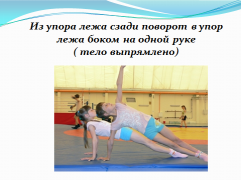 Из упора лежа сзади поворот в упор
лежа боком на одной руке
( тело выпрямлено)